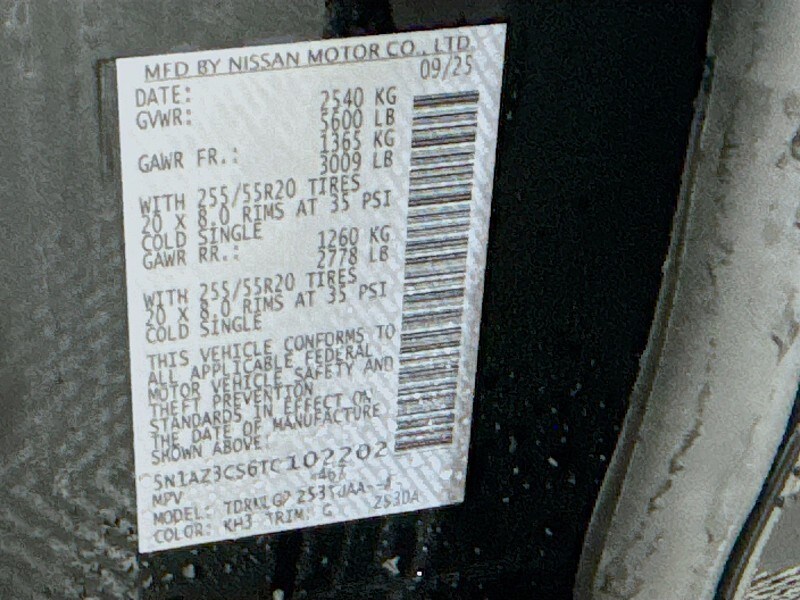 MFD BY NISSAN MOTOR CO., LTD.
DATE: 09/25
GVWR: 2540 KG
5600 LB
GAWR FR.: 1365 KG
3009 LB
WITH 255/55R20 TIRES
20 X 8.0 RIMS AT 35 PSI
COLD SINGLE
GAWR RR.: 1260 KG
2778 LB
WITH 255/55R20 TIRES
20 X 8.0 RIMS AT 35 PSI
COLD SINGLE
THIS VEHICLE CONFORMS TO
ALL APPLICABLE FEDERAL
MOTOR VEHICLE SAFETY AND
THEFT PREVENTION
STANDARDS IN EFFECT ON
THE DATE OF MANUFACTURE
SHOWN ABOVE:
5N1AZ3CS6TC102202
MPV
MODEL:
COLOR: KH3 TRIM: G